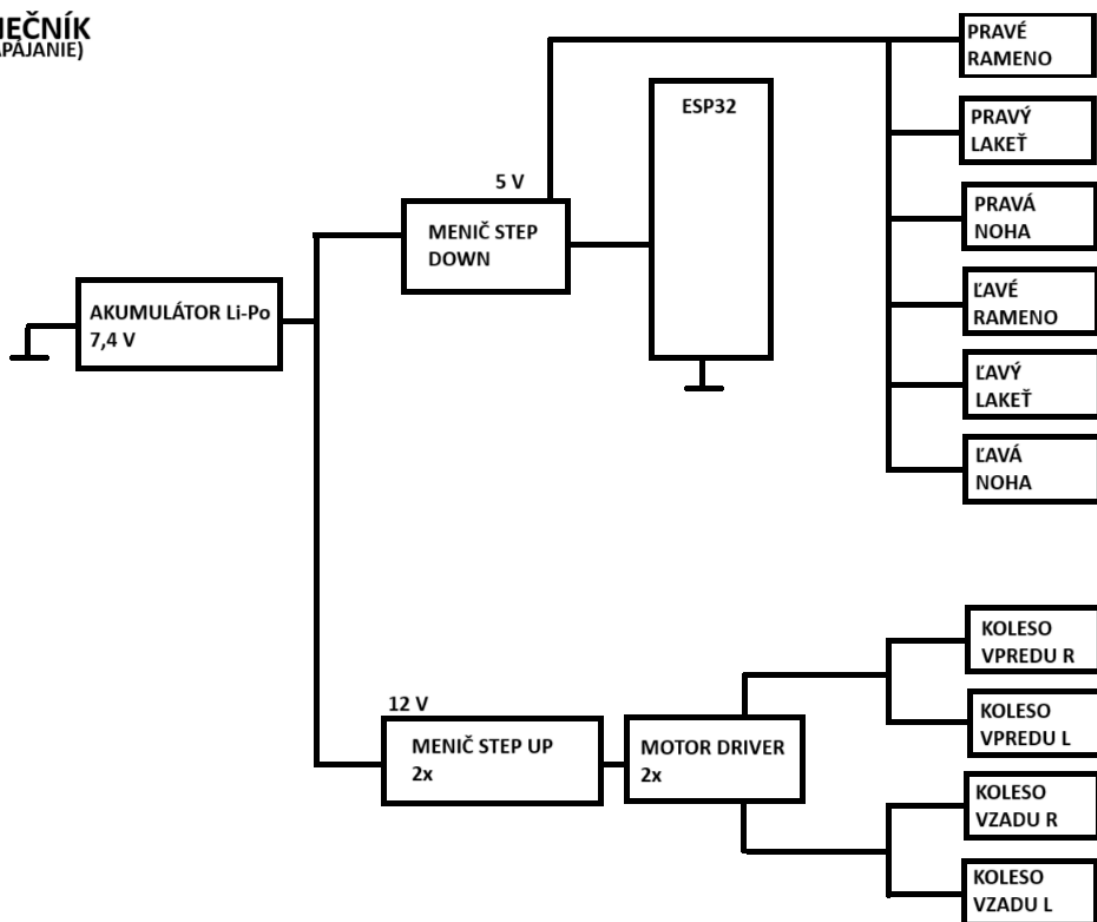 PRAVÉ
RAMENO
ESP32
PRAVÝ
LAKEŤ
5 V
PRAVÁ
NOHA
MENIČ STEP
DOWN
ĽAVÉ
RAMENO
AKUMULÁTOR Li-Po
7,4 V
ĽAVÝ
LAKEŤ
ĽAVÁ
NOHA
KOLESO
VPREDU R
12 V
KOLESO
VPREDU L
MENIČ STEP UP
2x
MOTOR DRIVER
2x
KOLESO
VZADU R
KOLESO
VZADU L